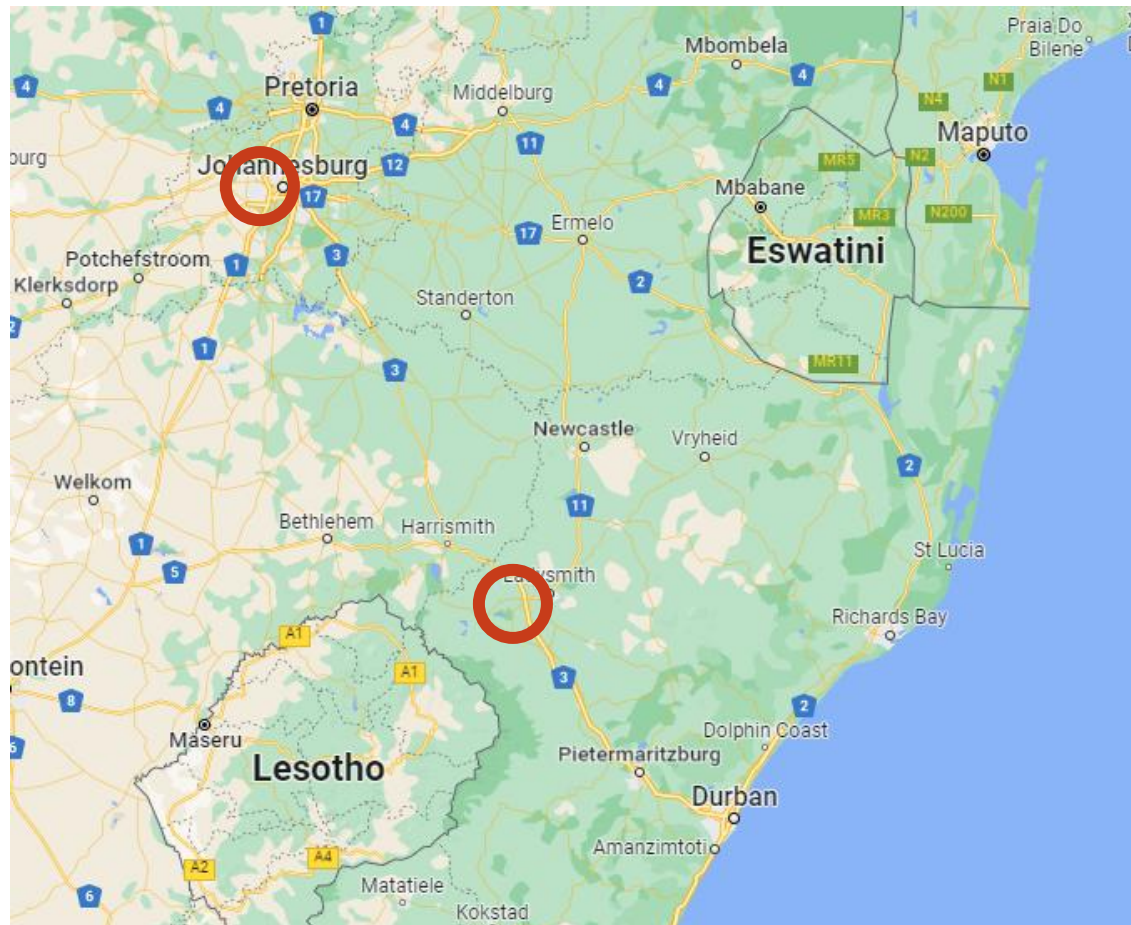 1
Praia Do
Bilene
Mbombela
4
Pretoria
Middelburg
4
4
N1
4
N4
4
11
Maputo
Johannesburg
12
MR5
N2
burg
17
Mbabane
MR3
N200
Ermelo
17
Eswatini
Potchefstroom
1
3
2
Klerksdorp
Standerton
2
1
MR11
3
Newcastle
Vryheid
2
Welkom
11
Bethlehem
Harrismith
1
St Lucia
5
Ladysmith
Richards Bay
A1
ontein
A1
3
8
2
Maseru
Dolphin Coast
6
Pietermaritzburg
Lesotho
Durban
Amanzimtoti
A4
A2
Matatiele
6
Kokstad